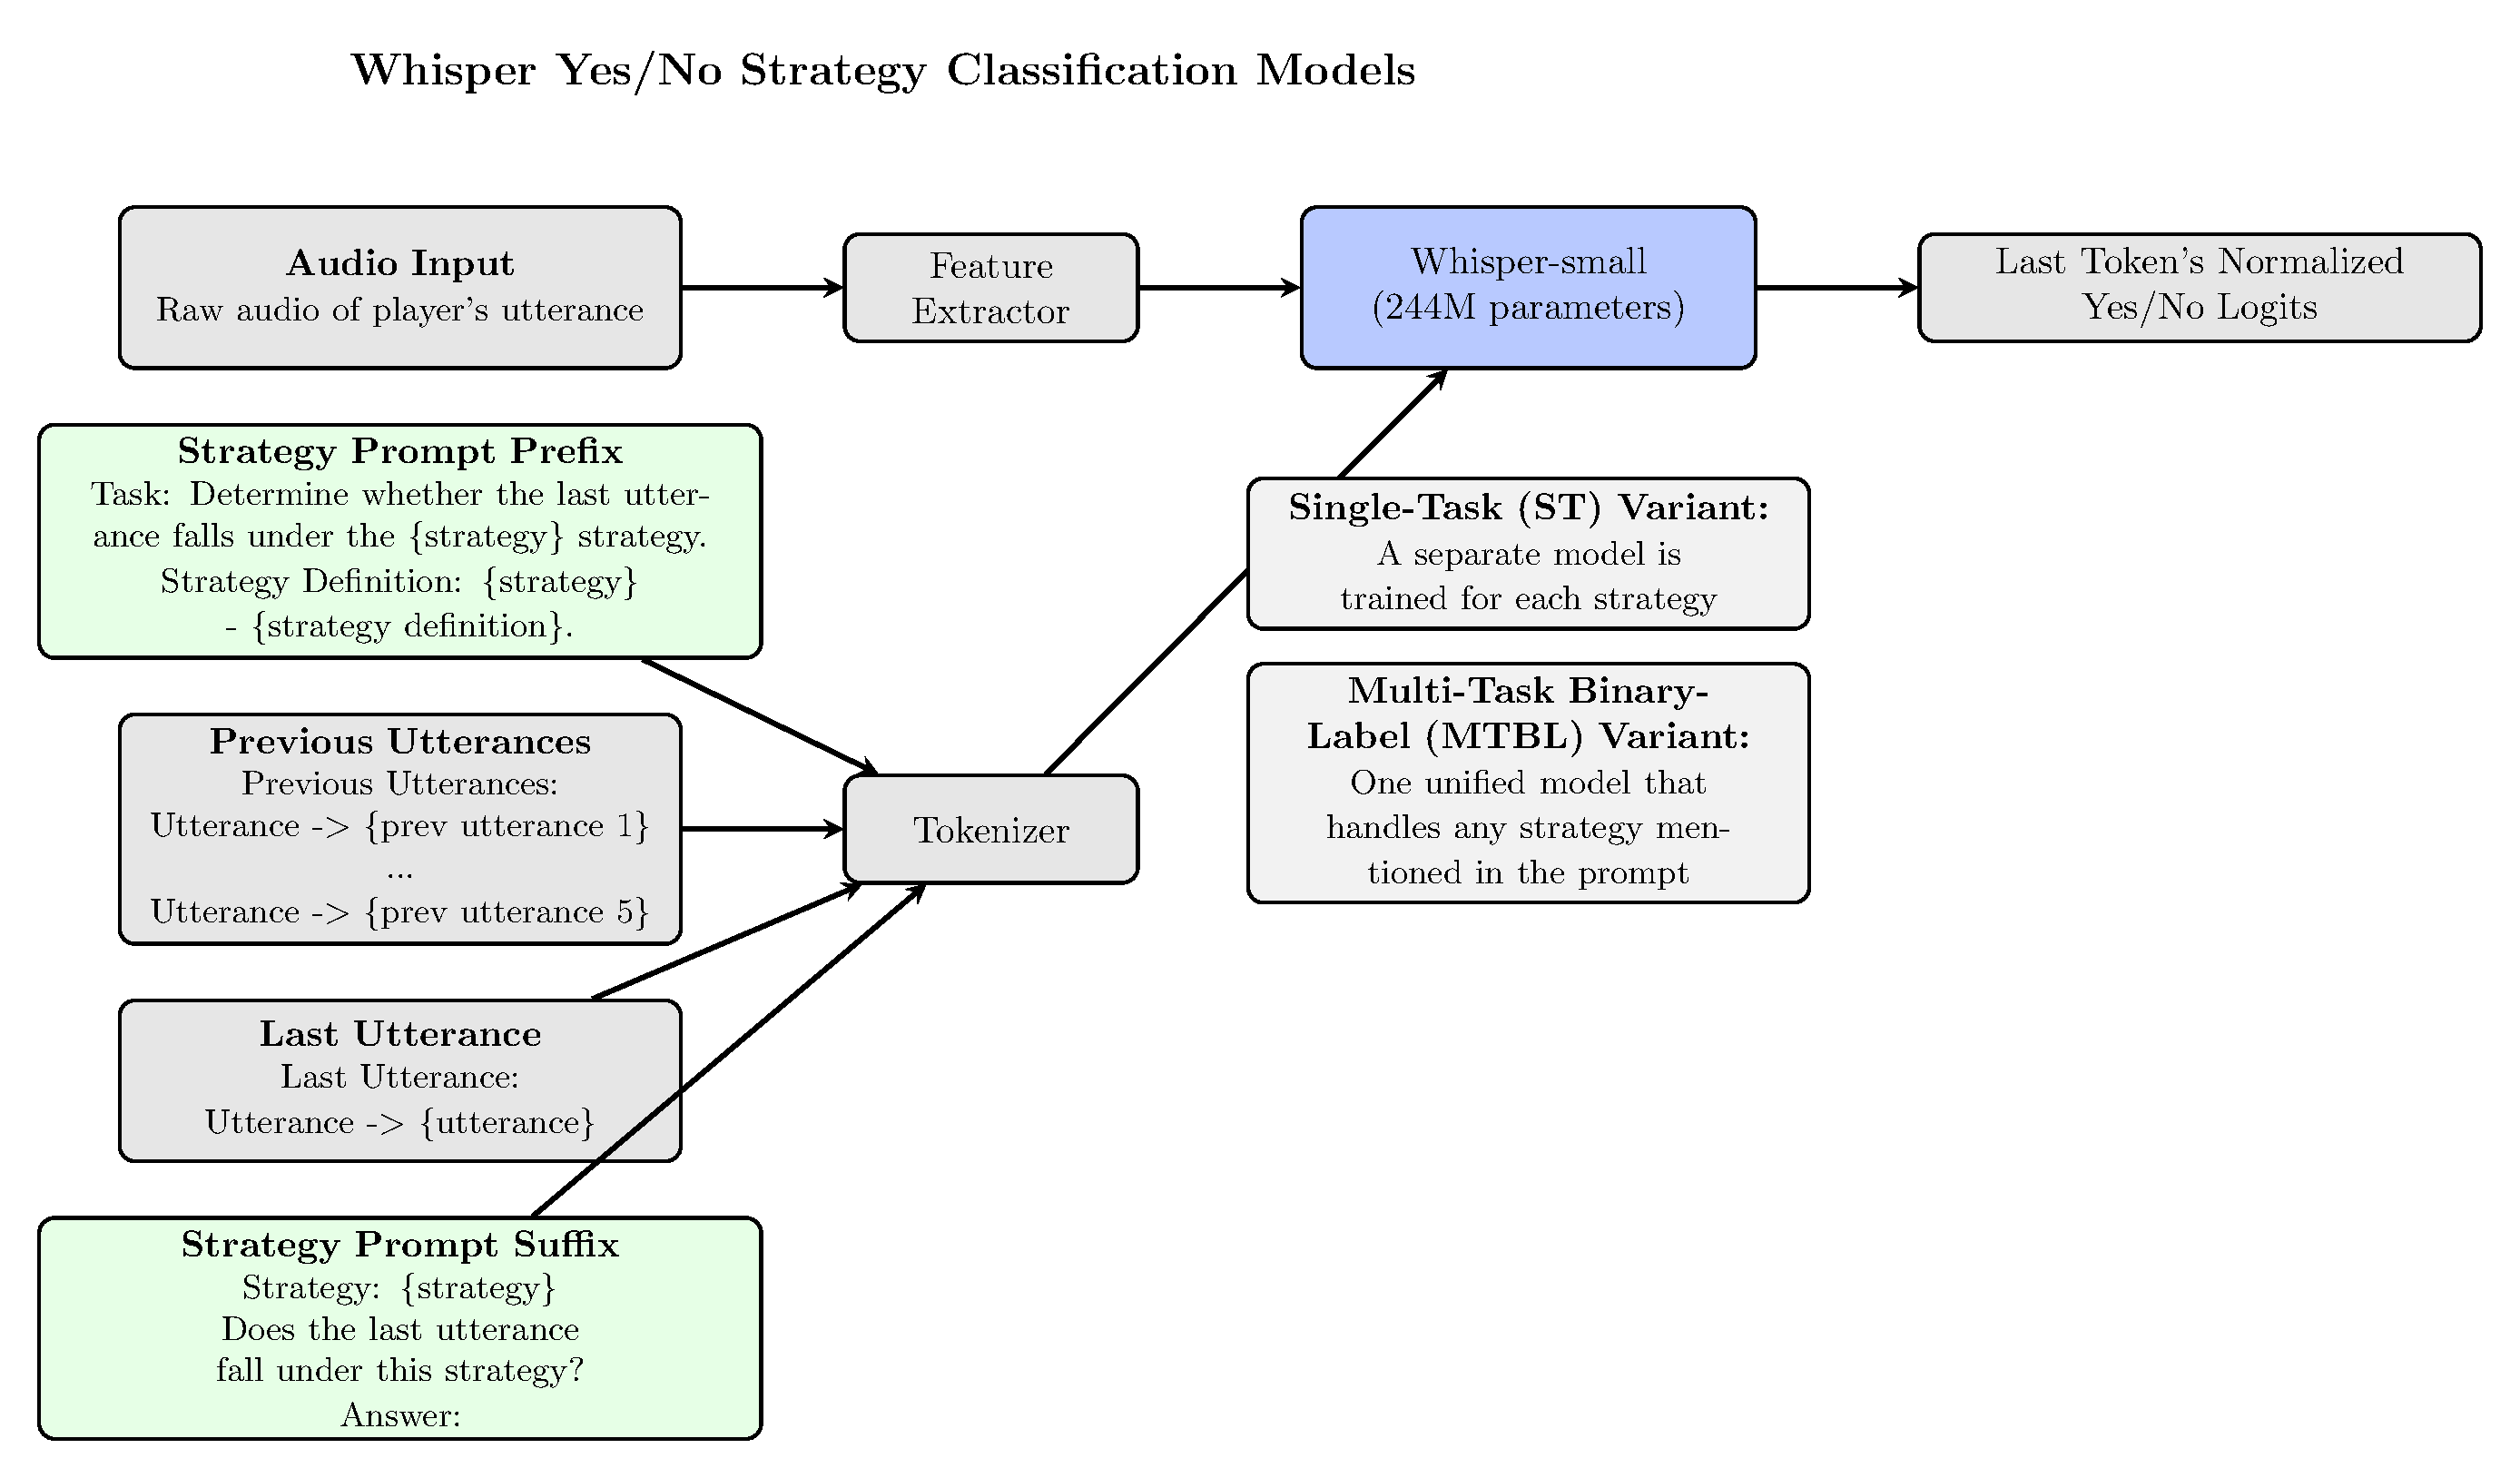 Whisper Yes/No Strategy Classification Models
Audio Input
Raw audio of player's utterance
Feature
Extractor
Whisper-small
(244M parameters)
Last Token's Normalized
Yes/No Logits
Strategy Prompt Prefix
Task: Determine whether the last utter-
ance falls under the {strategy} strategy.
Strategy Definition: {strategy}
- {strategy definition}.
Single-Task (ST) Variant:
A separate model is
trained for each strategy
Previous Utterances
Previous Utterances:
Utterance -> {prev utterance 1}
...
Utterance -> {prev utterance 5}
Tokenizer
Multi-Task Binary-
Label (MTBL) Variant:
One unified model that
handles any strategy men-
tioned in the prompt
Last Utterance
Last Utterance:
Utterance -> {utterance}
Strategy Prompt Suffix
Strategy: {strategy}
Does the last utterance
fall under this strategy?
Answer: